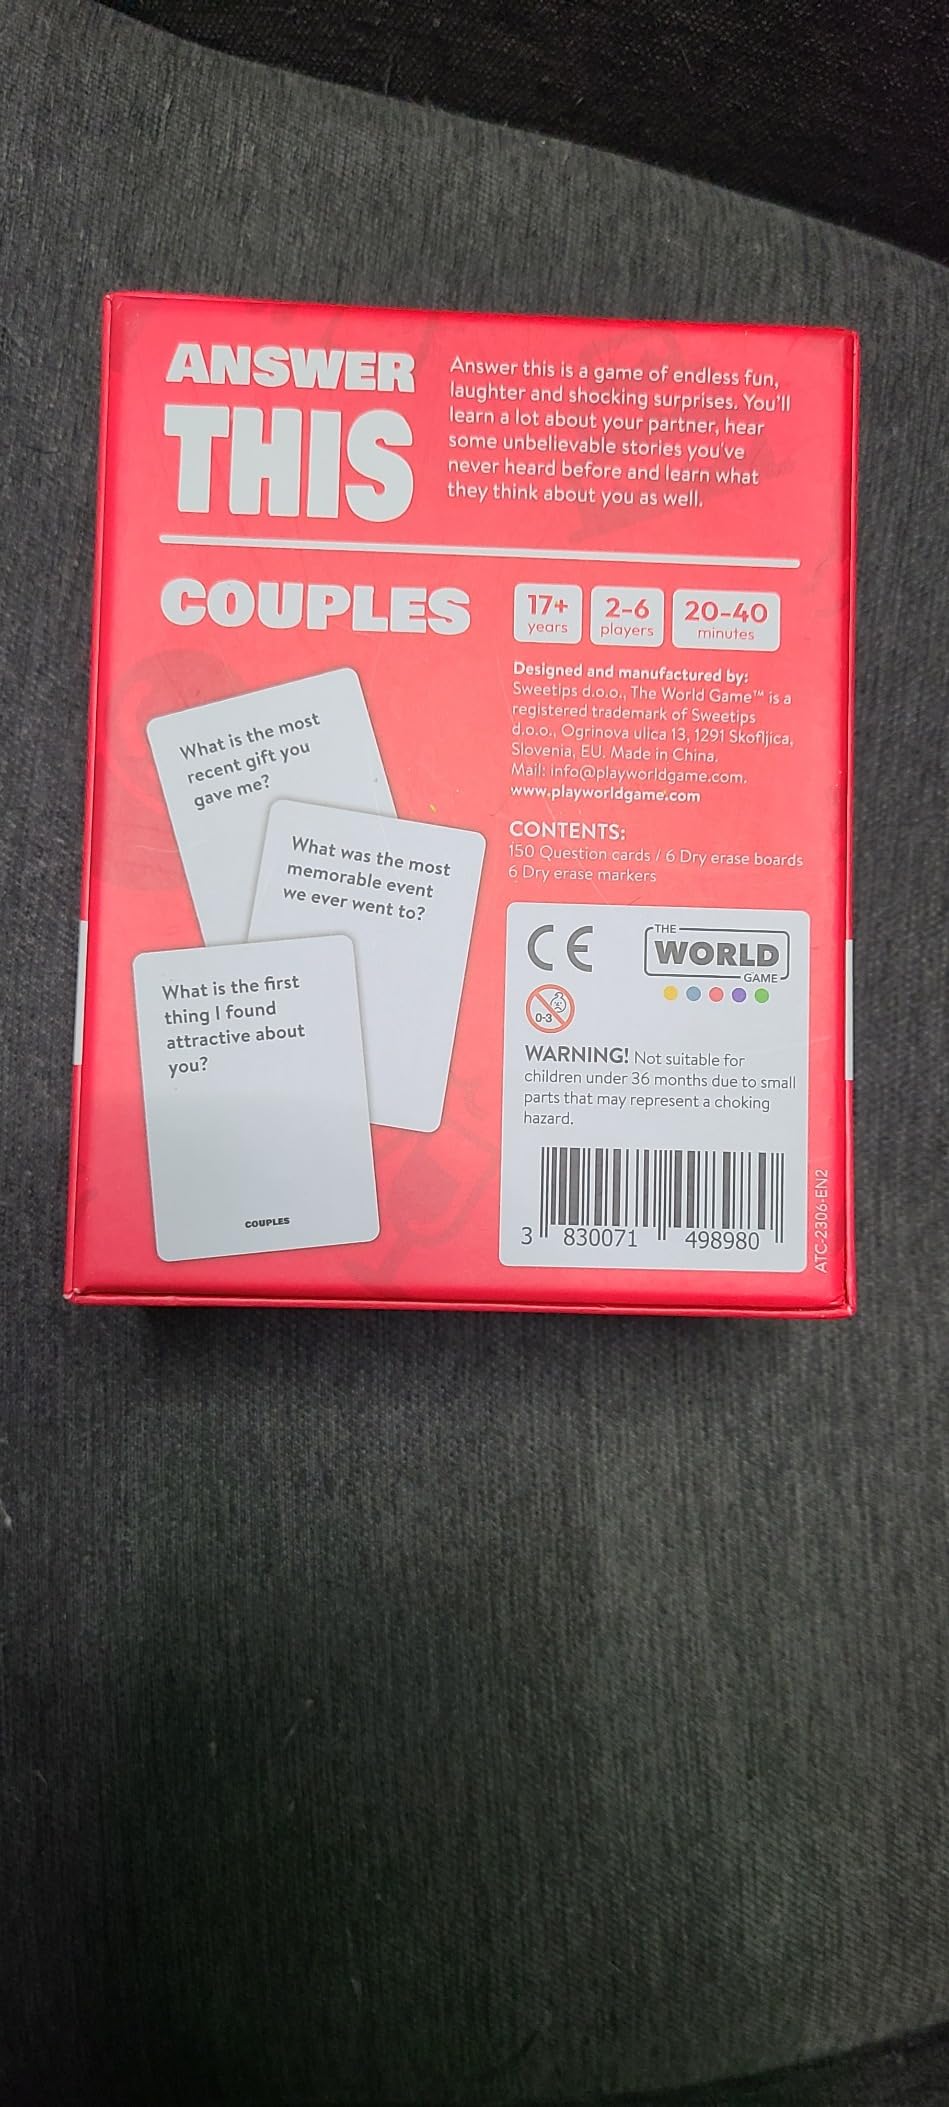 ANSWER
THIS
Answer this is a game of endless fun,
laughter and shocking surprises. You'll
learn a lot about your partner, hear
some unbelievable stories you've
never heard before and learn what
they think about you as well.
COUPLES
17+
years
2-6
players
20-40
minutes
What is the most
recent gift you
gave me?
What was the most
memorable event
we ever went to?
What is the first
thing I found
attractive about
you?
COUPLES
Designed and manufactured by:
Sweetips d.o.o., The World Game™ is a
registered trademark of Sweetips
d.o.o., Ogrinova ulica 13, 1291 Skofljica,
Slovenia, EU. Made in China.
Mail: info@playworldgame.com.
www.playworldgame.com
CONTENTS:
150 Question cards / 6 Dry erase boards
6 Dry erase markers
CE
THE
WORLD
GAME
0-3
WARNING! Not suitable for
children under 36 months due to small
parts that may represent a choking
hazard.
3 830071 498980
ATC-2306-EN2